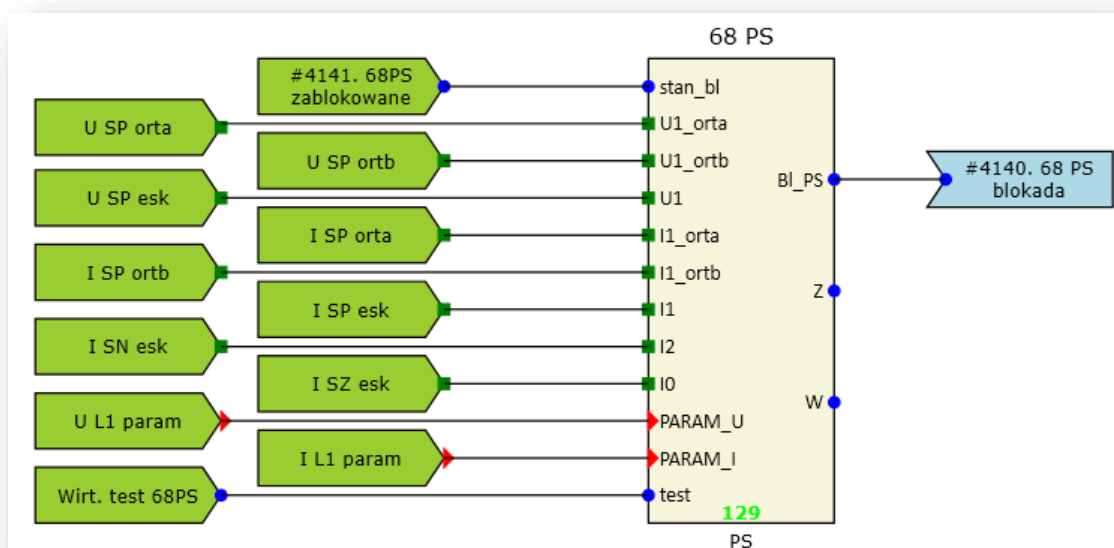 68 PS
#4141. 68PS
zablokowane
stan_bl
U SP orta
U1_orta
U SP ortb
U1_ortb
U SP esk
U1
I SP orta
I1_orta
I SP ortb
I1_ortb
I SP esk
I1
I SN esk
I2
I SZ esk
I0
U L1 param
PARAM_U
I L1 param
PARAM_I
Wirt. test 68PS
test
Bl_PS
#4140. 68 PS
blokada
Z
W
129
PS